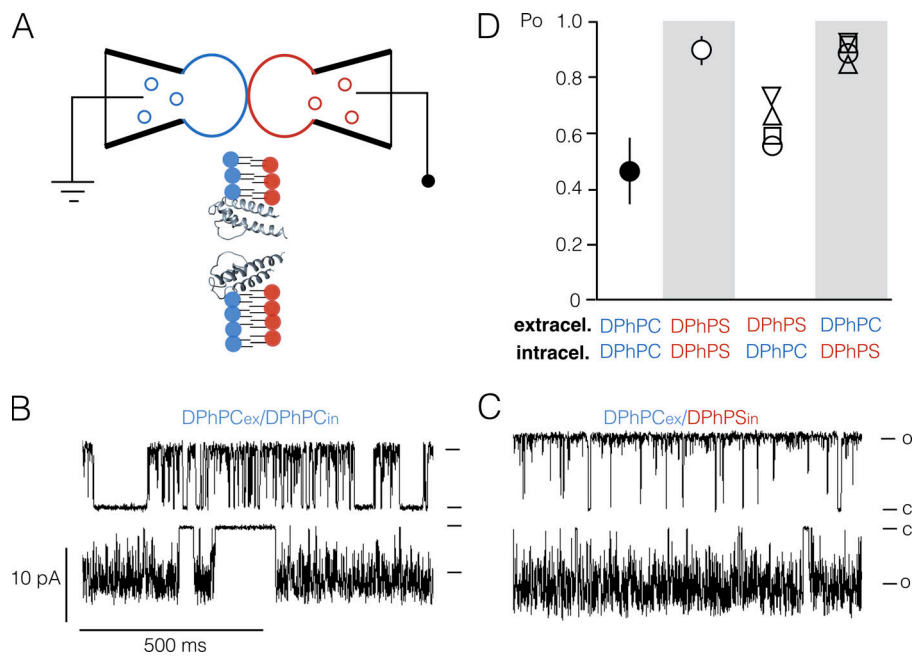 A
D
Po
1.0
0.8
0.6
0.4
0.2
0
extracel. DPhPC DPhPS DPhPS DPhPC
intracel. DPhPC DPhPS DPhPC DPhPS
B
DPhPCex/DPhPCin
10 pA
500 ms
C
DPhPCex/DPhPSin
o
c
c
o